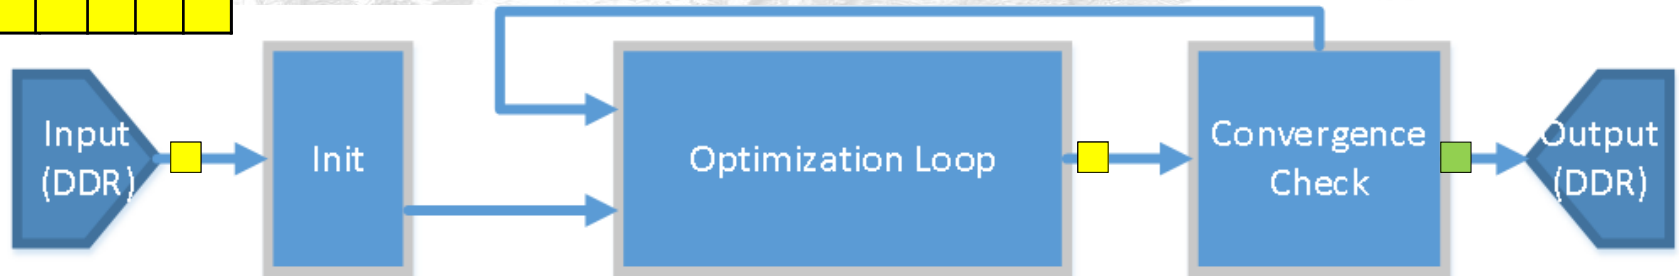 Input
(DDR)
Init
Optimization Loop
Convergence
Check
Output
(DDR)